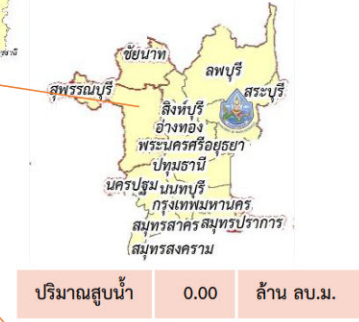 ชัยนาท
ลพบุรี
สุพรรณบุรี
สระบุรี
สิงห์บุรี
อ่างทอง
พระนครศรีอยุธยา
ปทุมธานี
นครปฐม นนทบุรี
กรุงเทพมหานคร
สมุทรสาคร สมุทรปราการ
สมุทรสงคราม
ปริมาณสูบน้ำ 0.00 ล้าน ลบ.ม.